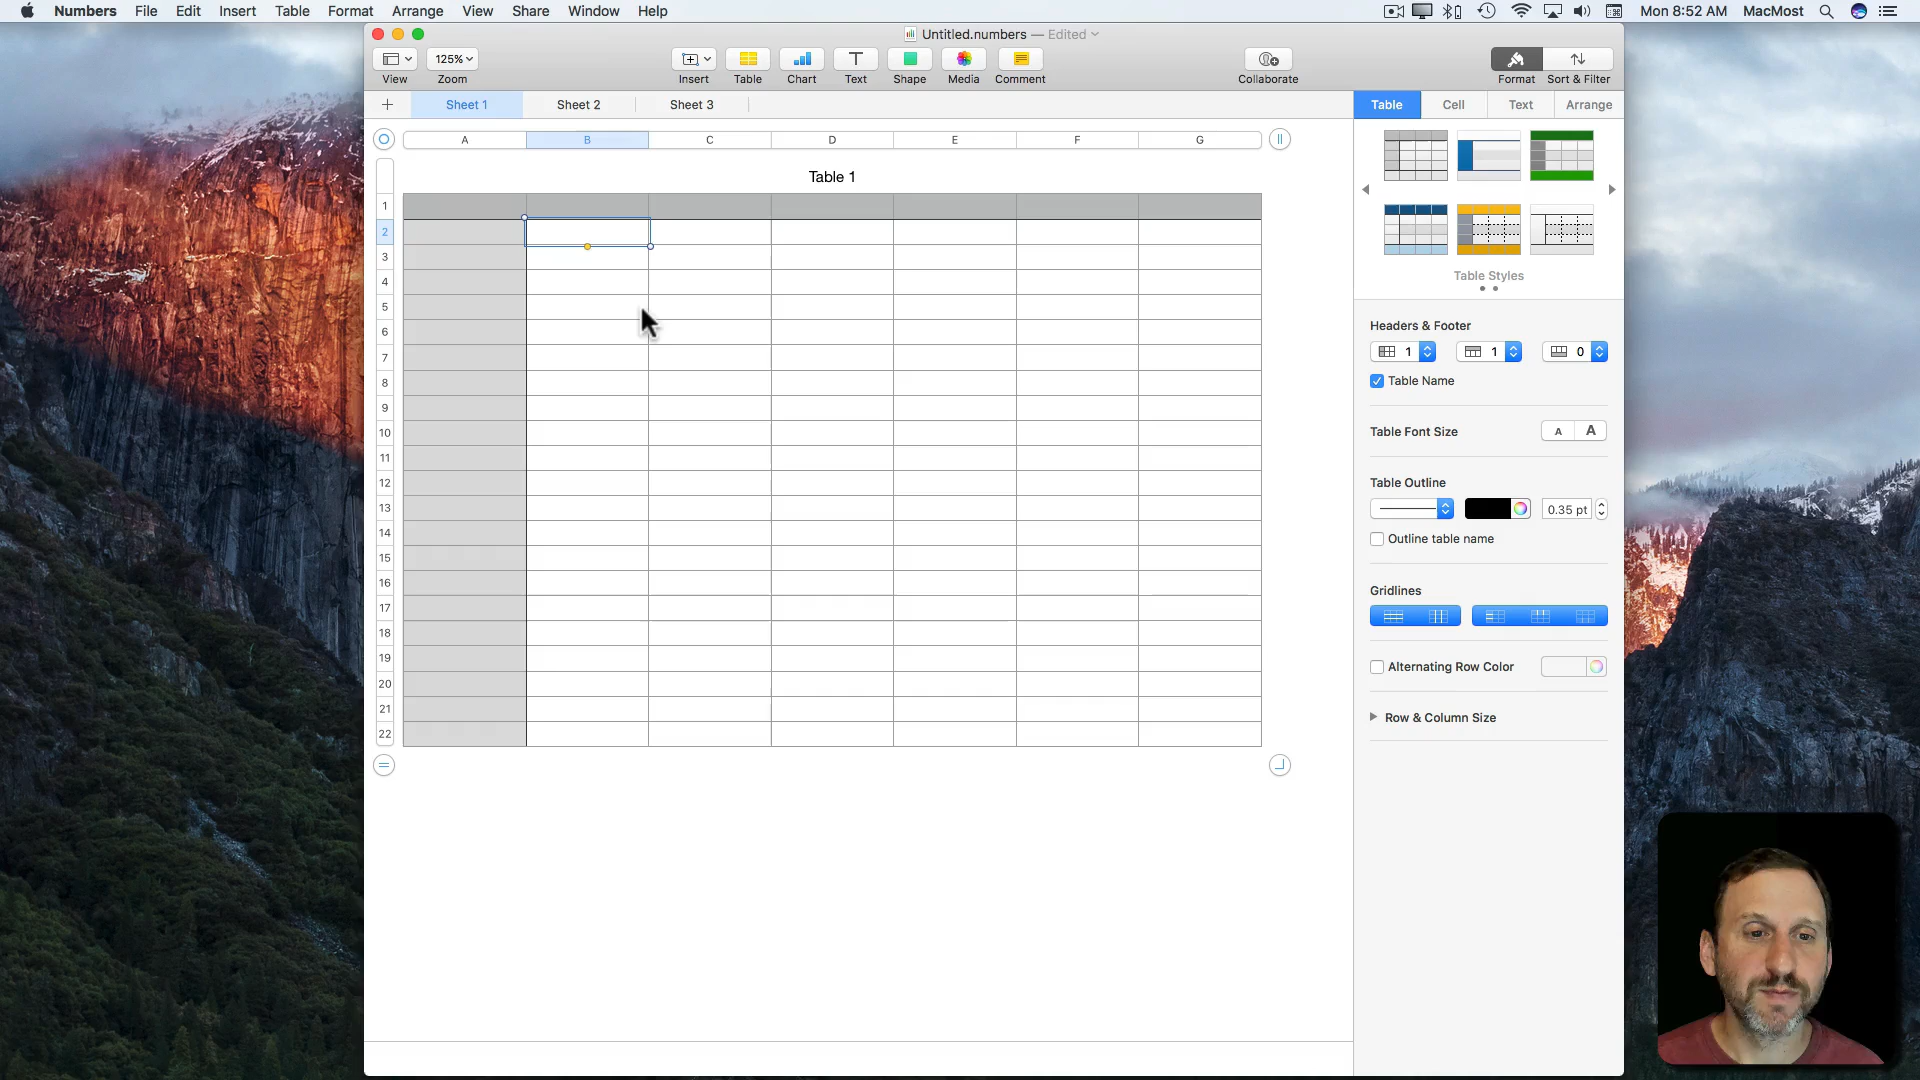 Numbers File Edit Insert Table Format Arrange View Share Window Help Mon 8:52 AM MacMost
Untitled.numbers — Edited
125%
View Zoom Insert Table Chart Text Shape Media Comment Collaborate Format Sort & Filter
Sheet 1 Sheet 2 Sheet 3
Table Cell Text Arrange
A B C D E F G
Table 1
1
2
3
4
5
6
7
8
9
10
11
12
13
14
15
16
17
18
19
20
21
22
Table Styles
Headers & Footer
1 1 0
Table Name
Table Font Size A A
Table Outline
0.35 pt
Outline table name
Gridlines
Alternating Row Color
Row & Column Size